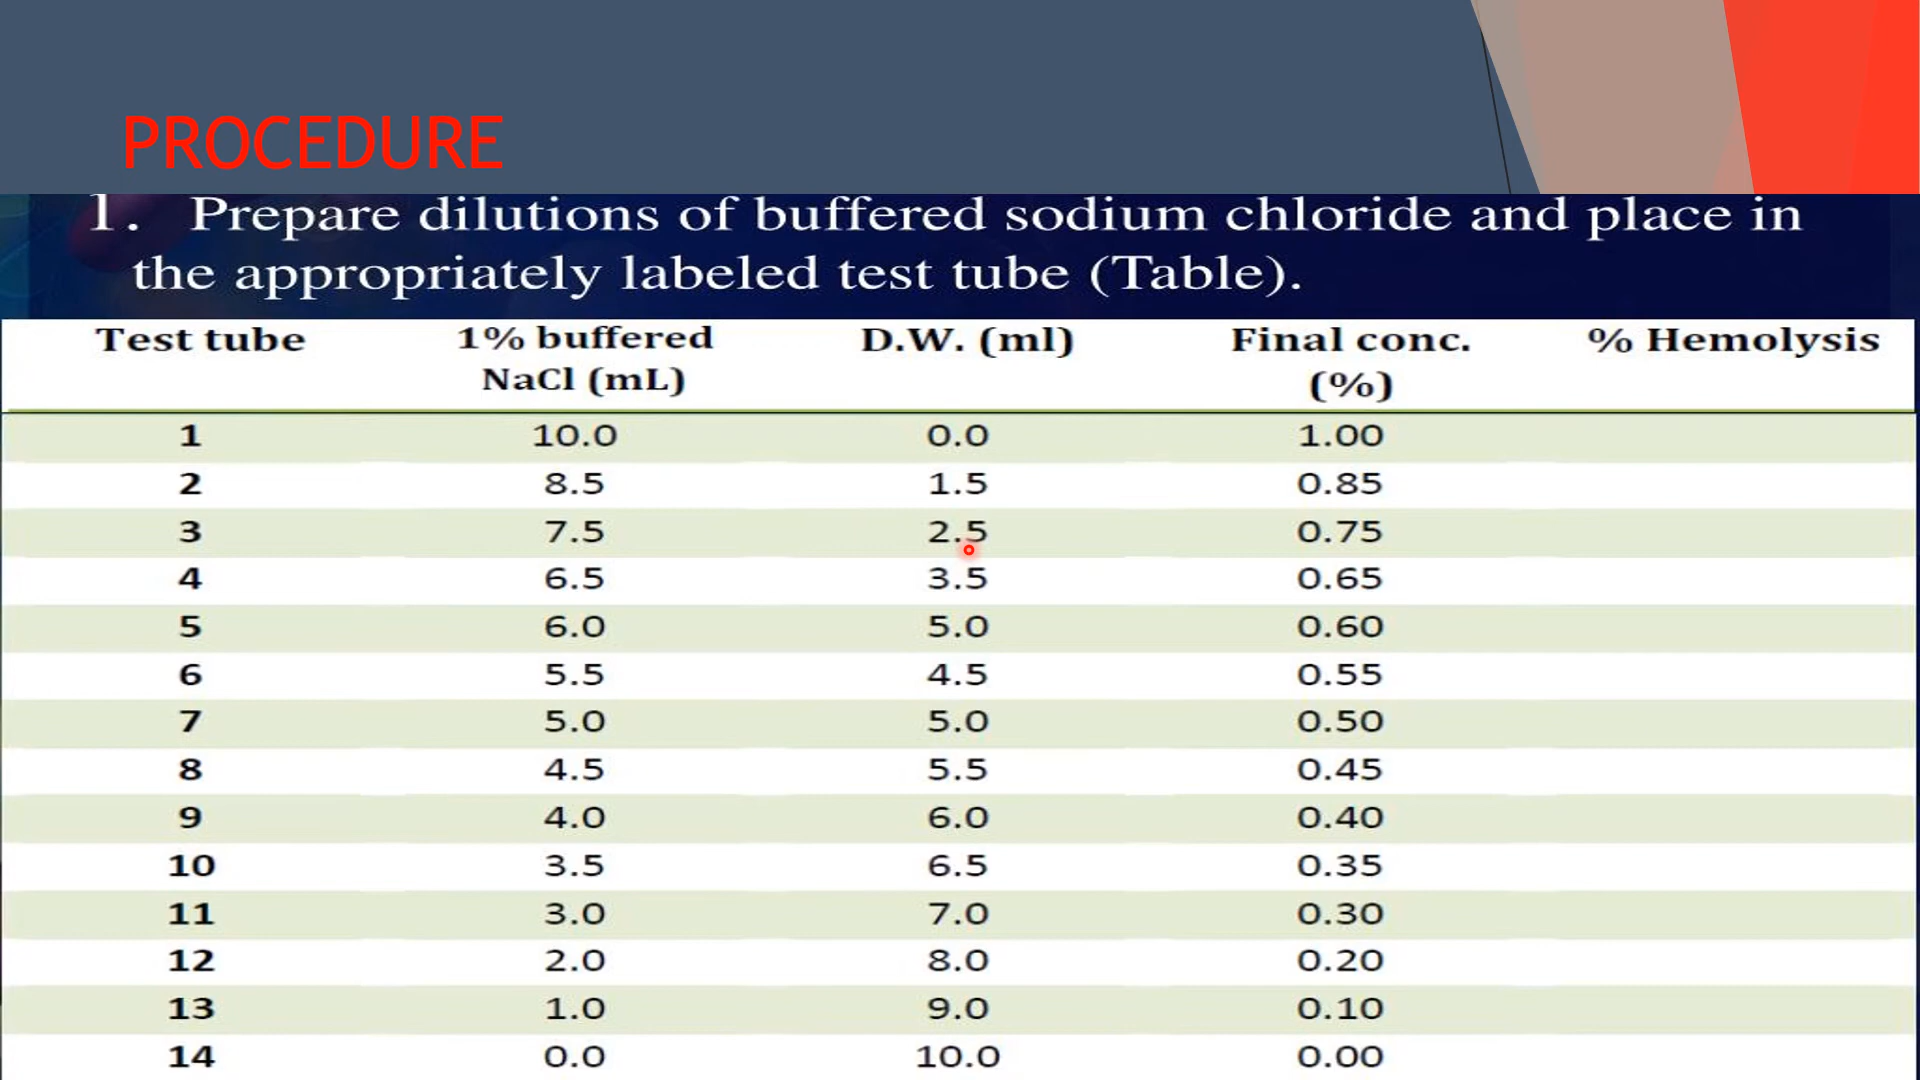 PROCEDURE
1. Prepare dilutions of buffered sodium chloride and place in
the appropriately labeled test tube (Table).
Test tube 1% buffered NaCl (mL) D.W. (ml) Final conc. (%) % Hemolysis
1 10.0 0.0 1.00
2 8.5 1.5 0.85
3 7.5 2.5 0.75
4 6.5 3.5 0.65
5 6.0 5.0 0.60
6 5.5 4.5 0.55
7 5.0 5.0 0.50
8 4.5 5.5 0.45
9 4.0 6.0 0.40
10 3.5 6.5 0.35
11 3.0 7.0 0.30
12 2.0 8.0 0.20
13 1.0 9.0 0.10
14 0.0 10.0 0.00